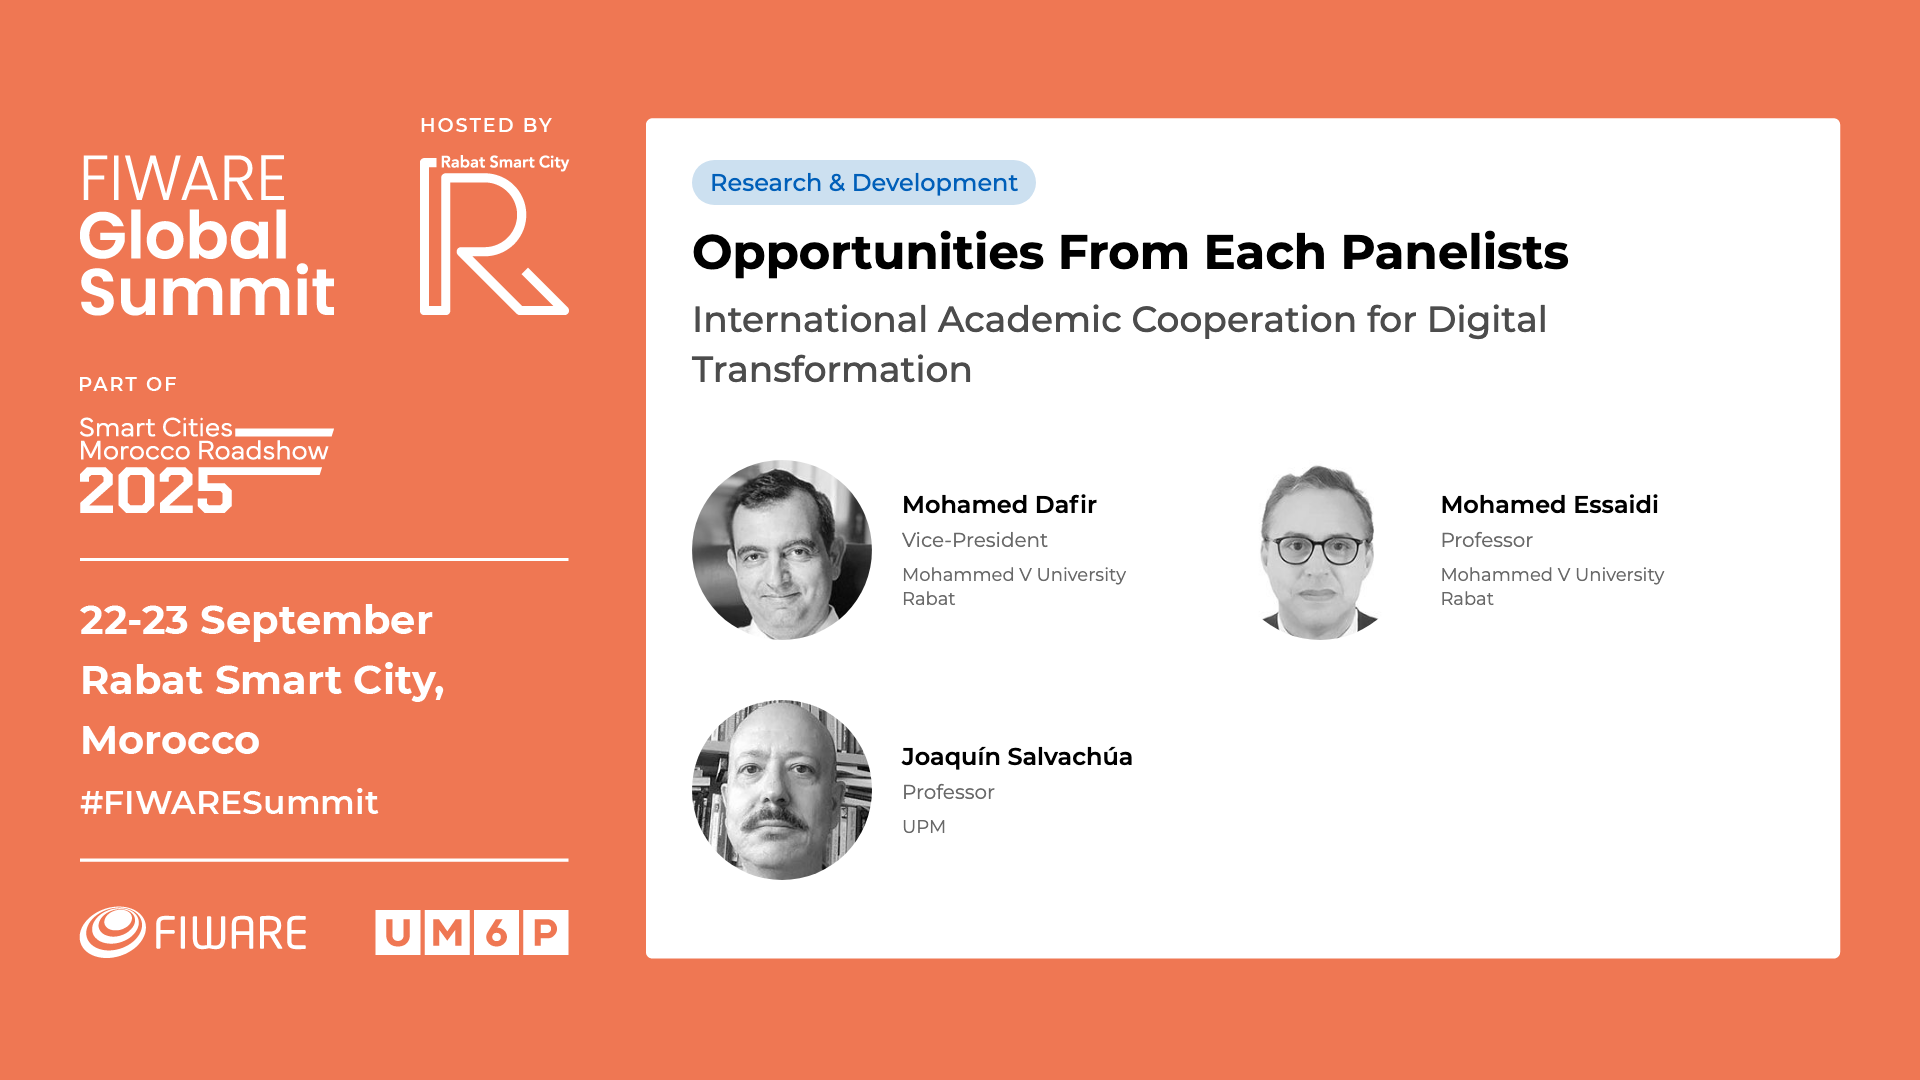 HOSTED BY
FIWARE
Global
Summit
Rabat Smart City
R
PART OF
Smart Cities
Morocco Roadshow
2025
22-23 September
Rabat Smart City,
Morocco
#FIWARESummit
FIWARE
UM6P
Research & Development
Opportunities From Each Panelists
International Academic Cooperation for Digital
Transformation
Mohamed Dafir
Vice-President
Mohammed V University
Rabat
Mohamed Essaidi
Professor
Mohammed V University
Rabat
Joaquín Salvachúa
Professor
UPM